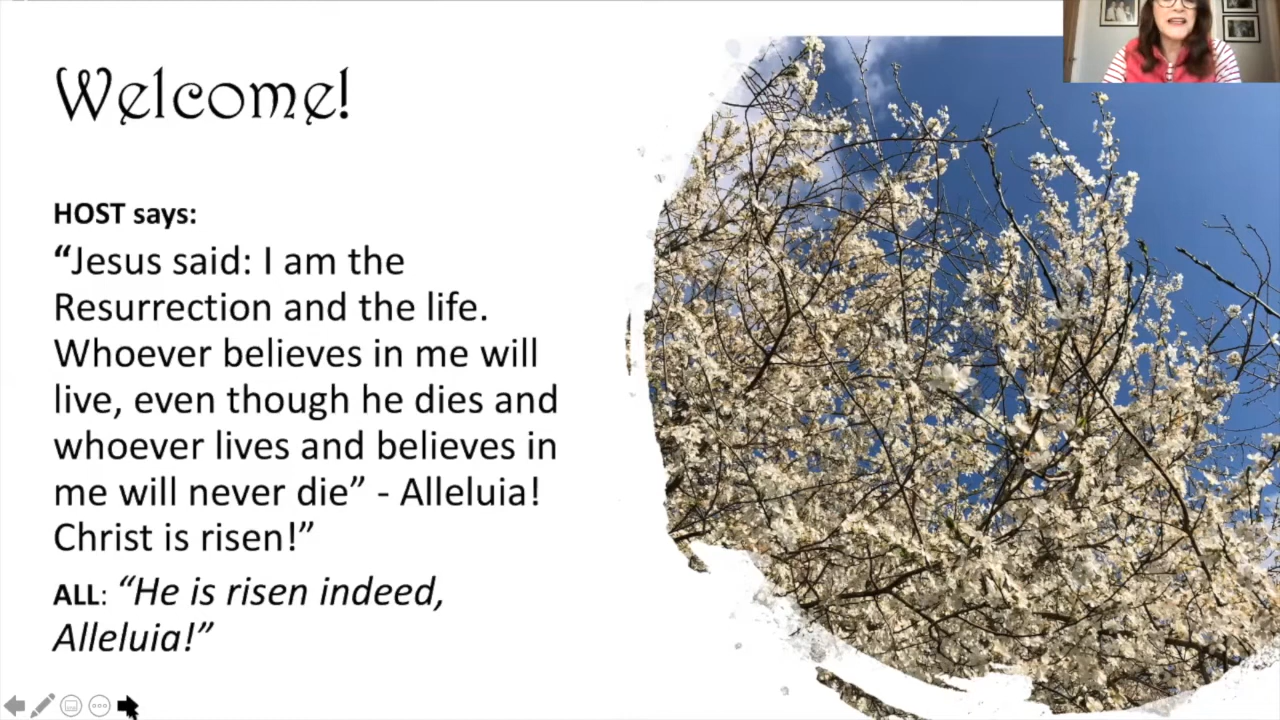 Welcome!
HOST says:
“Jesus said: I am the
Resurrection and the life.
Whoever believes in me will
live, even though he dies and
whoever lives and believes in
me will never die” - Alleluia!
Christ is risen!”
ALL: “He is risen indeed,
Alleluia!”